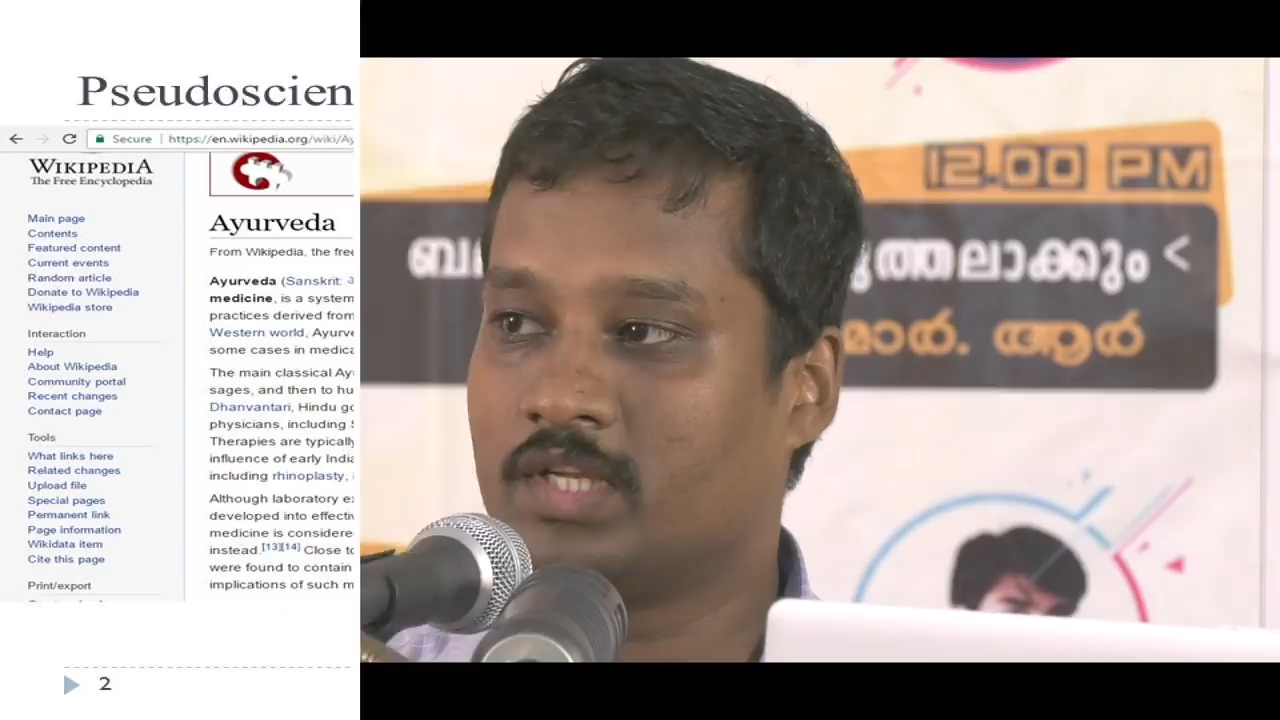 Pseudoscien
Secure
https://en.wikipedia.org/wiki/Ay
WIKIPEDIA
The Free Encyclopedia
Main page
Contents
Featured content
Current events
Random article
Donate to Wikipedia
Wikipedia store
Interaction
Help
About Wikipedia
Community portal
Recent changes
Contact page
Tools
What links here
Related changes
Upload file
Special pages
Permanent link
Page information
Wikidata item
Cite this page
Print/export
Ayurveda
From Wikipedia, the free
Ayurveda (Sanskrit:
medicine, is a system
practices derived from
Western world, Ayurve
some cases in medica
The main classical Ay
sages, and then to hu
Dhanvantari, Hindu go
physicians, including
Therapies are typically
influence of early India
including rhinoplasty,
Although laboratory ex
developed into effectiv
medicine is considere
instead.[13][14] Close to
were found to contain
implications of such m
2
12.00 PM
ത്തലാക്കും <
മാർ. ആർ